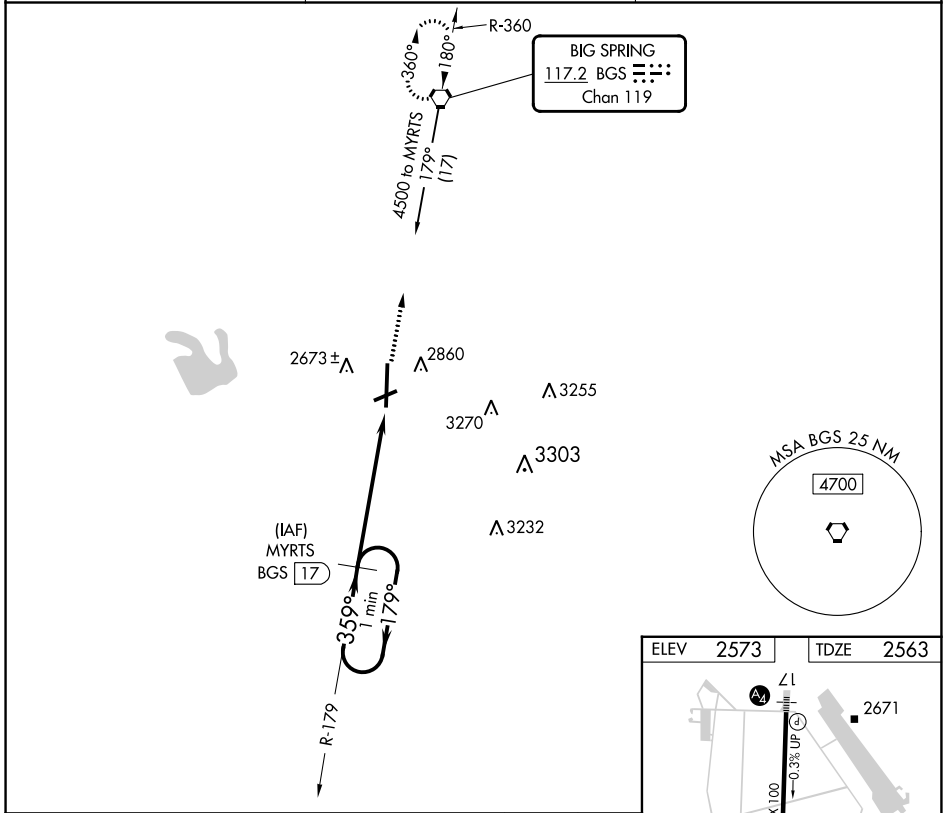 R-360
360°
180°
BIG SPRING
117.2 BGS
Chan 119
4500 to MYRTS
179°
(17)
2673 ±
2860
3255
3270
3303
3232
MSA BGS 25 NM
4700
(IAF)
MYRTS
BGS 17
359°
1 min
179°
R-179
ELEV 2573
TDZE 2563
17
A4
P
2671
0.3% UP
X 100